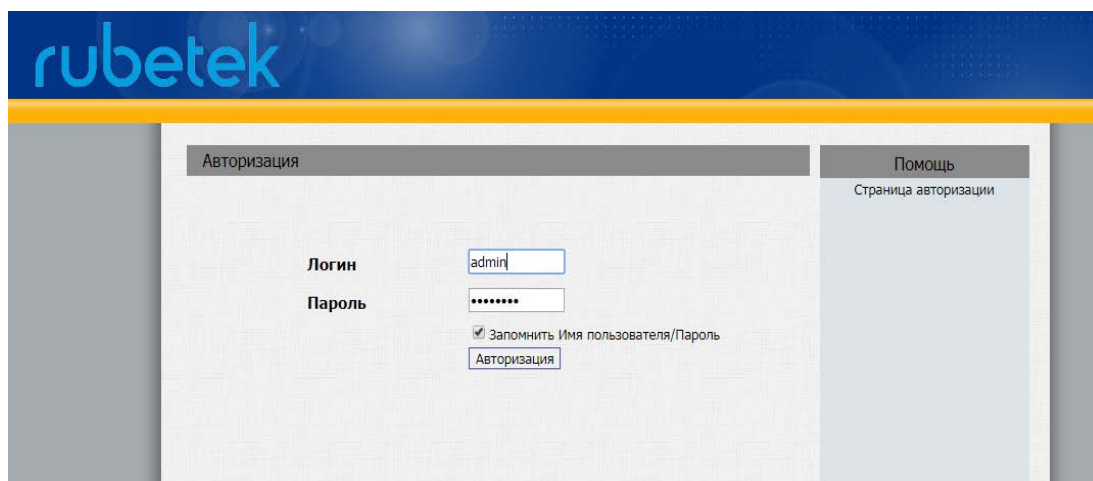 rubetek
Авторизация
Помощь
Страница авторизации
Логин
admin
Пароль
••••••••
Запомнить Имя пользователя/Пароль
Авторизация